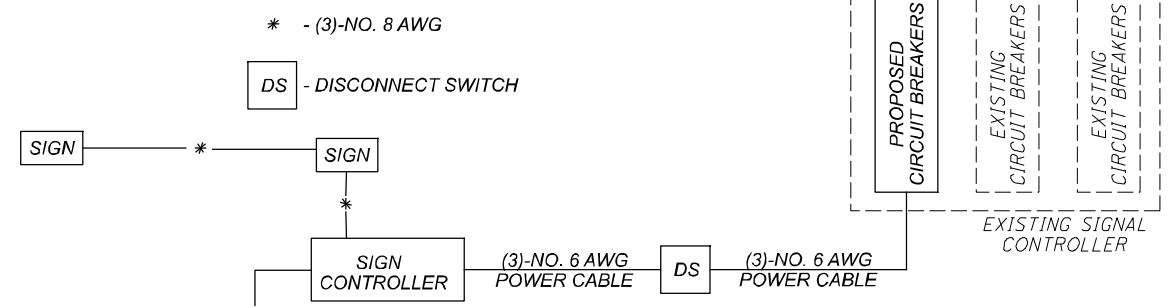 * - (3)-NO. 8 AWG
DS - DISCONNECT SWITCH
SIGN
*
SIGN
*
SIGN
CONTROLLER
(3)-NO. 6 AWG
POWER CABLE
DS
(3)-NO. 6 AWG
POWER CABLE
PROPOSED
CIRCUIT BREAKERS
EXISTING
CIRCUIT BREAKERS
EXISTING
CIRCUIT BREAKERS
EXISTING SIGNAL
CONTROLLER